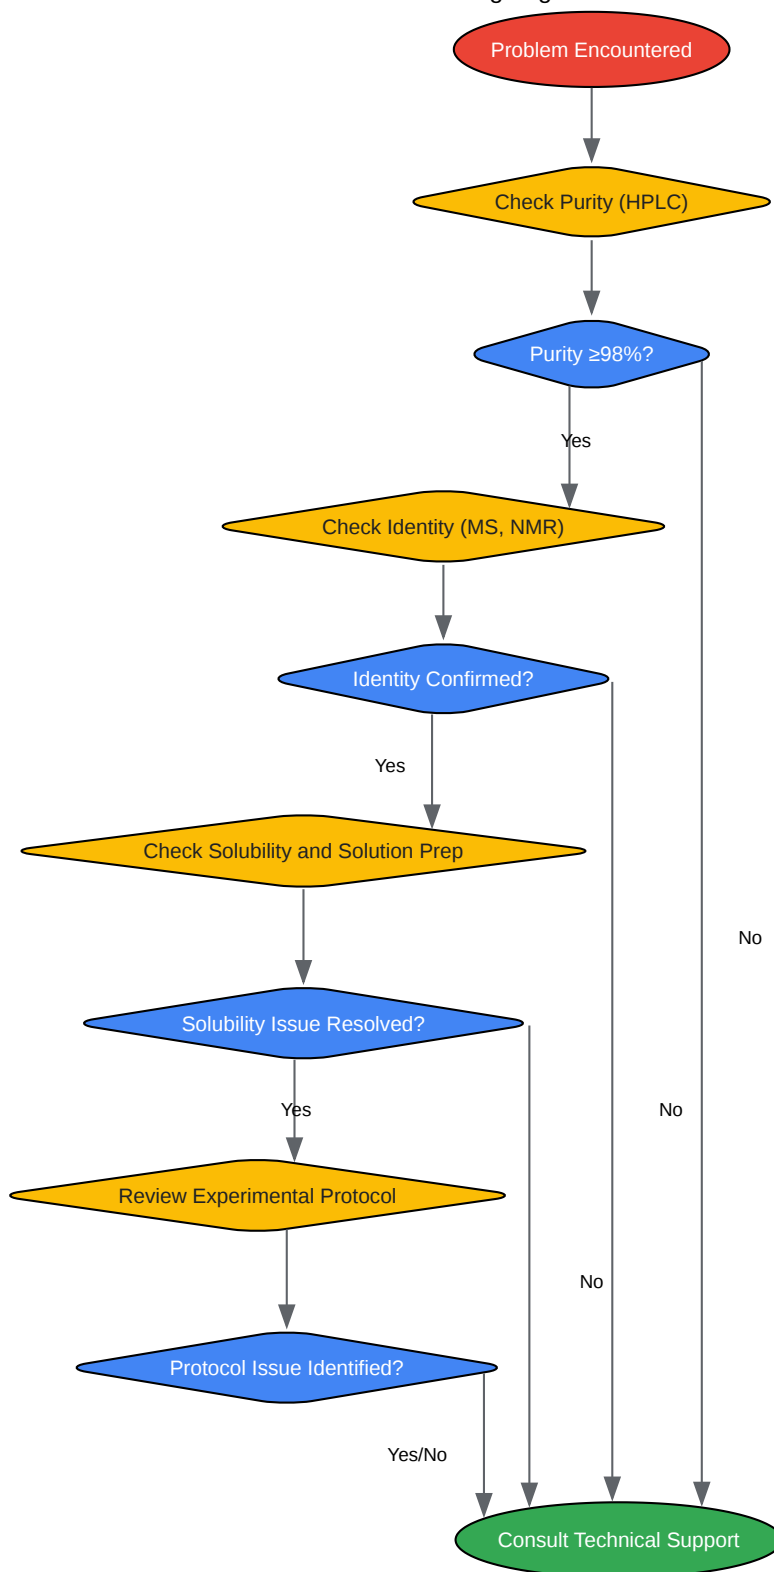 Problem Encountered
Check Purity (HPLC)
Purity ≥98%?
Yes
Check Identity (MS, NMR)
Identity Confirmed?
Yes
Check Solubility and Solution Prep
No
Solubility Issue Resolved?
Yes
No
Review Experimental Protocol
No
Protocol Issue Identified?
Yes/No
Consult Technical Support